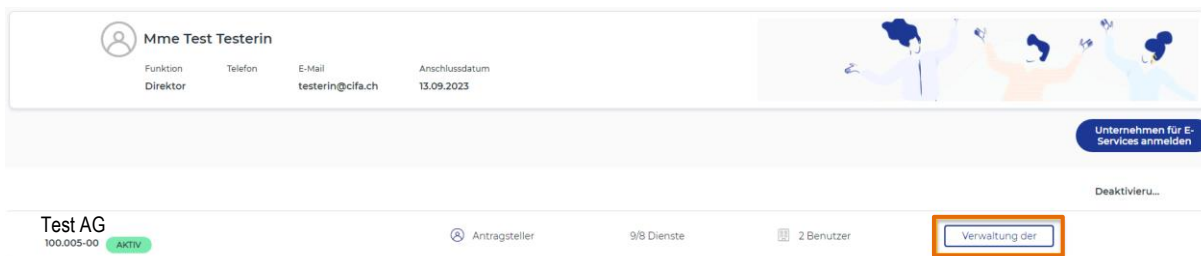 Mme Test Testerin
Funktion Telefon E-Mail Anschlussdatum
Direktor testerin@cifa.ch 13.09.2023
Unternehmen für E-
Services anmelden
Deaktivieru...
Test AG
100.005-00 AKTIV
Antragsteller 9/8 Dienste 2 Benutzer Verwaltung der